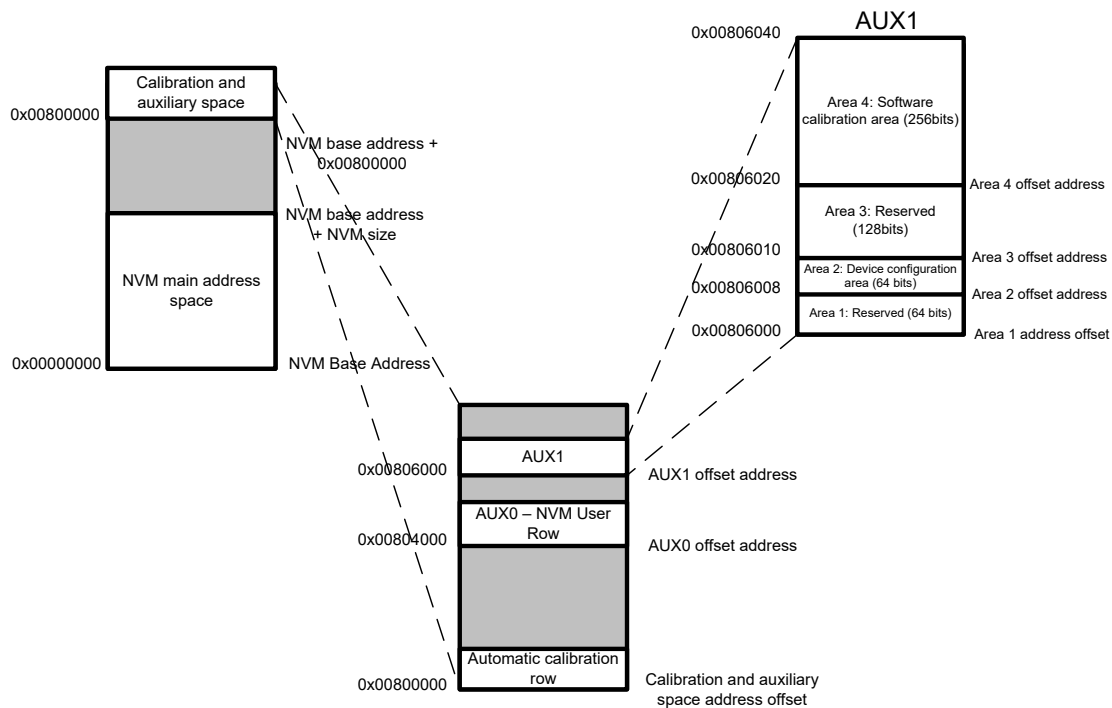 Calibration and
auxiliary space
0x00800000
NVM base address +
0x00800000
NVM base address
+ NVM size
NVM main address
space
0x00000000
NVM Base Address
AUX1
0x00806040
Area 4: Software
calibration area (256bits)
0x00806020
Area 4 offset address
Area 3: Reserved
(128bits)
0x00806010
Area 3 offset address
Area 2: Device configuration
area (64 bits)
0x00806008
Area 2 offset address
Area 1: Reserved (64 bits)
0x00806000
Area 1 address offset
AUX1
0x00806000
AUX1 offset address
AUX0 – NVM User
Row
0x00804000
AUX0 offset address
Automatic calibration
row
0x00800000
Calibration and auxiliary
space address offset